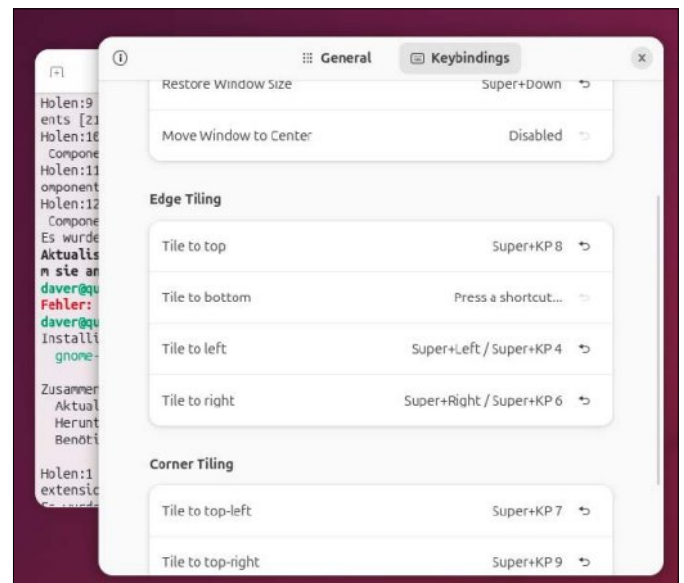 General
Keybindings
Restore Window Size Super+Down
Move Window to Center Disabled
Edge Tiling
Tile to top Super+KP 8
Tile to bottom Press a shortcut...
Tile to left Super+Left / Super+KP 4
Tile to right Super+Right / Super+KP 6
Corner Tiling
Tile to top-left Super+KP 7
Tile to top-right Super+KP 9
Holen:9
ents [21
Holen:10
Compone
Holen:11
omponent
Holen:12
Compone
Es wurde
Aktualis
m sie an
daver@qu
Fehler:
daver@qu
Installi
gnome-
Zusammen
Aktual
Herunt
Benöti
Holen:1
extensio